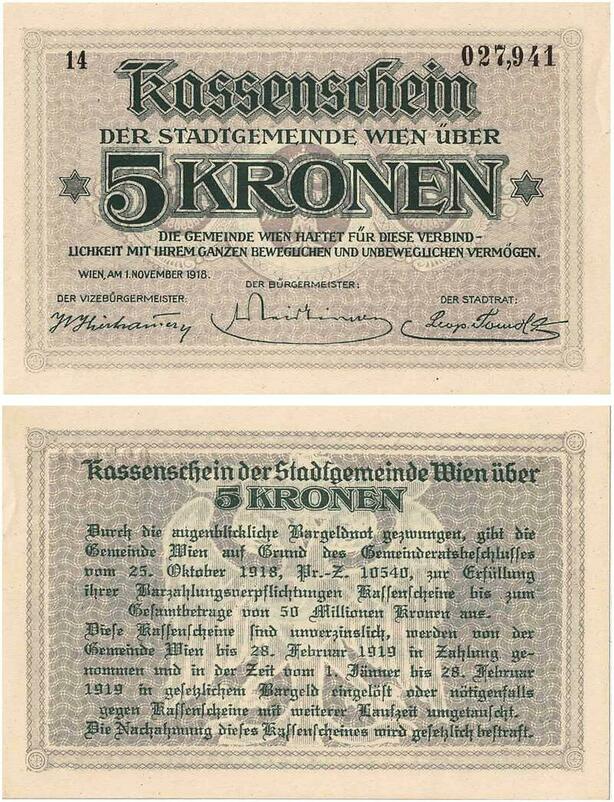 14
027,941
Kassenschein
DER STADTGEMEINDE WIEN ÜBER
5 KRONEN
DIE GEMEINDE WIEN HAFTET FÜR DIESE VERBIND-
LICHKEIT MIT IHREM GANZEN BEWEGLICHEN UND UNBEWEGLICHEN VERMÖGEN.
WIEN, AM 1. NOVEMBER 1918.
DER VIZEBÜRGERMEISTER:
DER BÜRGERMEISTER:
DER STADTRAT:
Kassenschein der Stadtgemeinde Wien über
5 KRONEN
Durch die augenblickliche Bargeldnot gezwungen, gibt die
Gemeinde Wien auf Grund des Gemeinderatsbeschlusses
vom 25. Oktober 1918, Pr.-Z. 10540, zur Erfüllung
ihrer Barzahlungsverpflichtungen Kassenscheine bis zum
Gesamtbetrage von 50 Millionen Kronen aus.
Diese Kassenscheine sind unverzinslich, werden von der
Gemeinde Wien bis 28. Februar 1919 in Zahlung ge-
nommen und in der Zeit vom 1. Jänner bis 28. Februar
1919 in gesetzlichem Bargeld eingelöst oder nötigenfalls
gegen Kassenscheine mit weiterer Laufzeit umgetauscht.
Die Nachahmung dieses Kassenscheines wird gesetzlich bestraft.